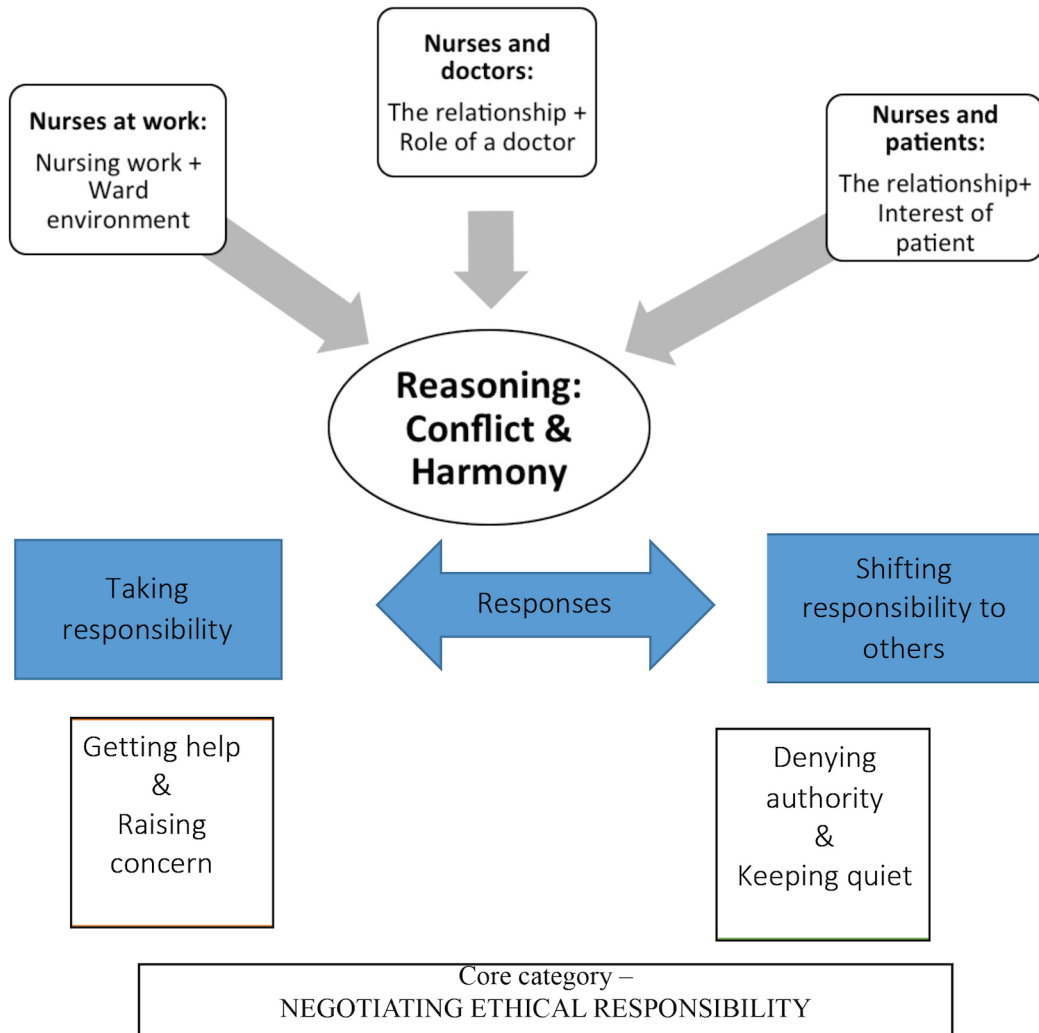 Nurses at work:
Nursing work +
Ward
environment
Nurses and
doctors:
The relationship +
Role of a doctor
Nurses and
patients:
The relationship+
Interest of
patient
Reasoning:
Conflict &
Harmony
Taking
responsibility
Responses
Shifting
responsibility to
others
Getting help
&
Raising
concern
Denying
authority
&
Keeping quiet
Core category –
NEGOTIATING ETHICAL RESPONSIBILITY